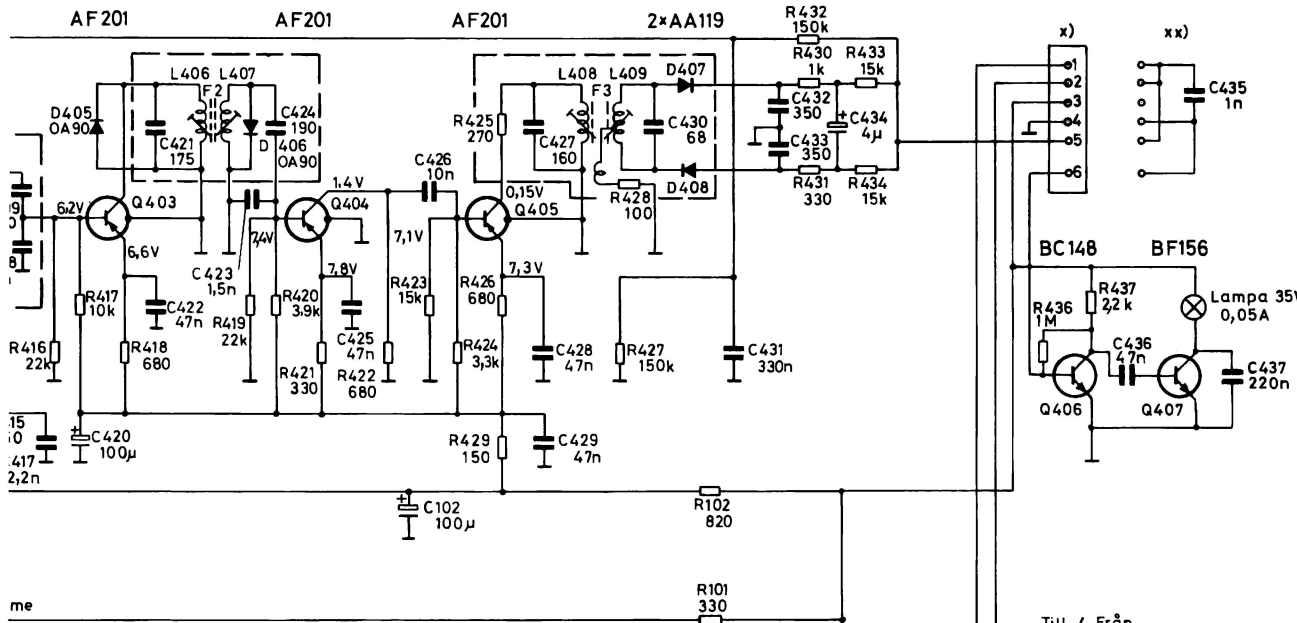 AF201 AF201 AF201 2×AA119
R432
150k
x) xx)
R430
1k
R433
15k
L406 L407
F2
L408 L409
F3
D407
D405
OA90
C421
175
C424
190
D
406
OA90
R425
270
C427
160
C430
68
C432
350
C433
350
C434
4µ
+
1
2
3
4
5
6
C435
1n
C426
10n
1,4V
0,15V
D408
R428
100
R431
330
R434
15k
6,2V
Q403
Q404
Q405
6,6V
7,4V
7,1V
C423
1,5n
7,8V
7,3V
BC148 BF156
R417
10k
C422
47n
R420
3,9k
R419
22k
C425
47n
R423
15k
R426
680
R437
2,2k
R436
1M
Lampa 35V
0,05A
R416
22k
R418
680
R421
330
R422
680
R424
3,3k
C428
47n
R427
150k
C431
330n
C436
47n
C437
220n
Q406
Q407
+
C420
100µ
R429
150
C429
47n
417
2,2n
+
C102
100µ
R102
820
R101
330
me
Till / Från